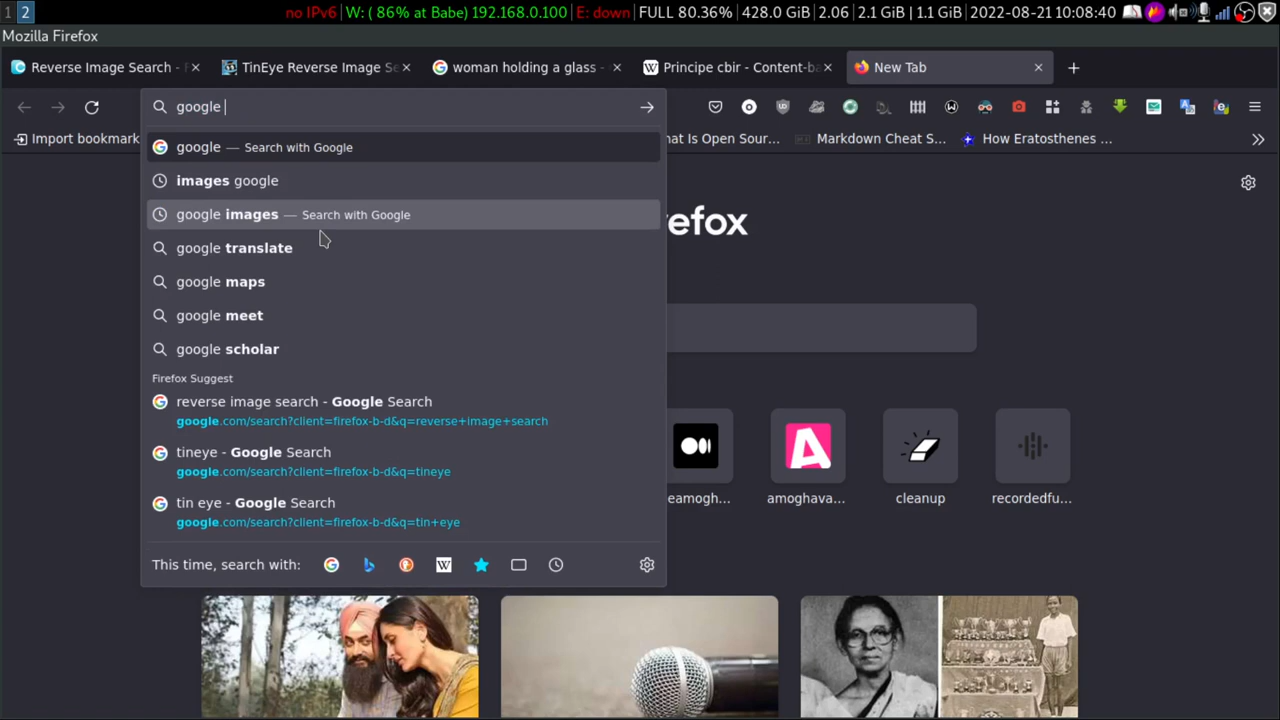 1 2 no IPv6 | W: ( 86% at Babe) 192.168.0.100 | E: down | FULL 80.36% | 428.0 GiB | 2.06 | 2.1 GiB | 1.1 GiB | 2022-08-21 10:08:40
Mozilla Firefox
Reverse Image Search - F TinEye Reverse Image Se woman holding a glass - Principe cbir - Content-ba New Tab
google
Import bookmark hat Is Open Sour... Markdown Cheat S... How Eratosthenes ...
google — Search with Google
images google
google images — Search with Google
google translate
google maps
google meet
google scholar
Firefox Suggest
reverse image search - Google Search
google.com/search?client=firefox-b-d&q=reverse+image+search
tineye - Google Search
google.com/search?client=firefox-b-d&q=tineye
tin eye - Google Search
google.com/search?client=firefox-b-d&q=tin+eye
This time, search with:
refox
eamogh... amoghava... cleanup recordedfu...